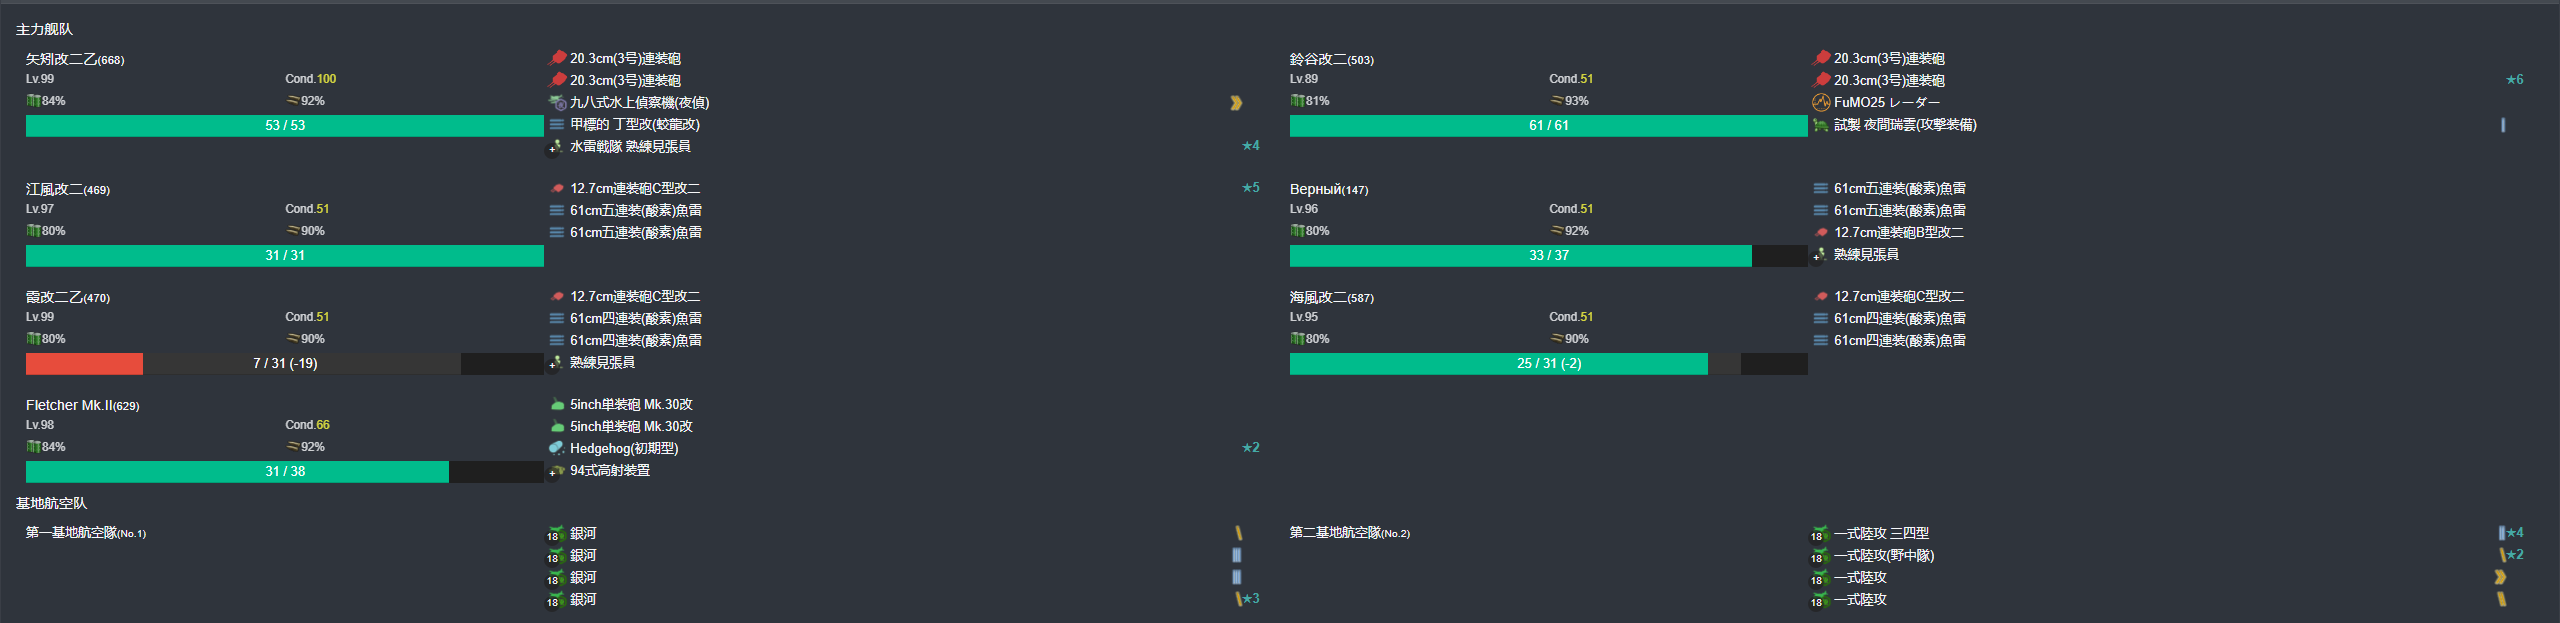 主力舰队
矢矧改二乙(668)
Lv.99 Cond.100
84% 92%
53 / 53
20.3cm(3号)連装砲
20.3cm(3号)連装砲
九八式水上偵察機(夜偵)
甲標的 丁型改(蛟龍改)
水雷戦隊 熟練見張員 ★4
鈴谷改二(503)
Lv.89 Cond.51
81% 93%
61 / 61
20.3cm(3号)連装砲
20.3cm(3号)連装砲 ★6
FuMO25 レーダー
試製 夜間瑞雲(攻撃装備)
江風改二(469)
Lv.97 Cond.51
80% 90%
31 / 31
12.7cm連装砲C型改二 ★5
61cm五連装(酸素)魚雷
61cm五連装(酸素)魚雷
Верный(147)
Lv.96 Cond.51
80% 92%
33 / 37
61cm五連装(酸素)魚雷
61cm五連装(酸素)魚雷
12.7cm連装砲B型改二
熟練見張員
霞改二乙(470)
Lv.99 Cond.51
80% 90%
7 / 31 (-19)
12.7cm連装砲C型改二
61cm四連装(酸素)魚雷
61cm四連装(酸素)魚雷
熟練見張員
海風改二(587)
Lv.95 Cond.51
80% 90%
25 / 31 (-2)
12.7cm連装砲C型改二
61cm四連装(酸素)魚雷
61cm四連装(酸素)魚雷
Fletcher Mk.II(629)
Lv.98 Cond.66
84% 92%
31 / 38
5inch単装砲 Mk.30改
5inch単装砲 Mk.30改
Hedgehog(初期型) ★2
94式高射装置
基地航空队
第一基地航空隊(No.1)
18 銀河
18 銀河
18 銀河
18 銀河 ★3
第二基地航空隊(No.2)
18 一式陸攻 三四型 ★4
18 一式陸攻(野中隊) ★2
18 一式陸攻
18 一式陸攻